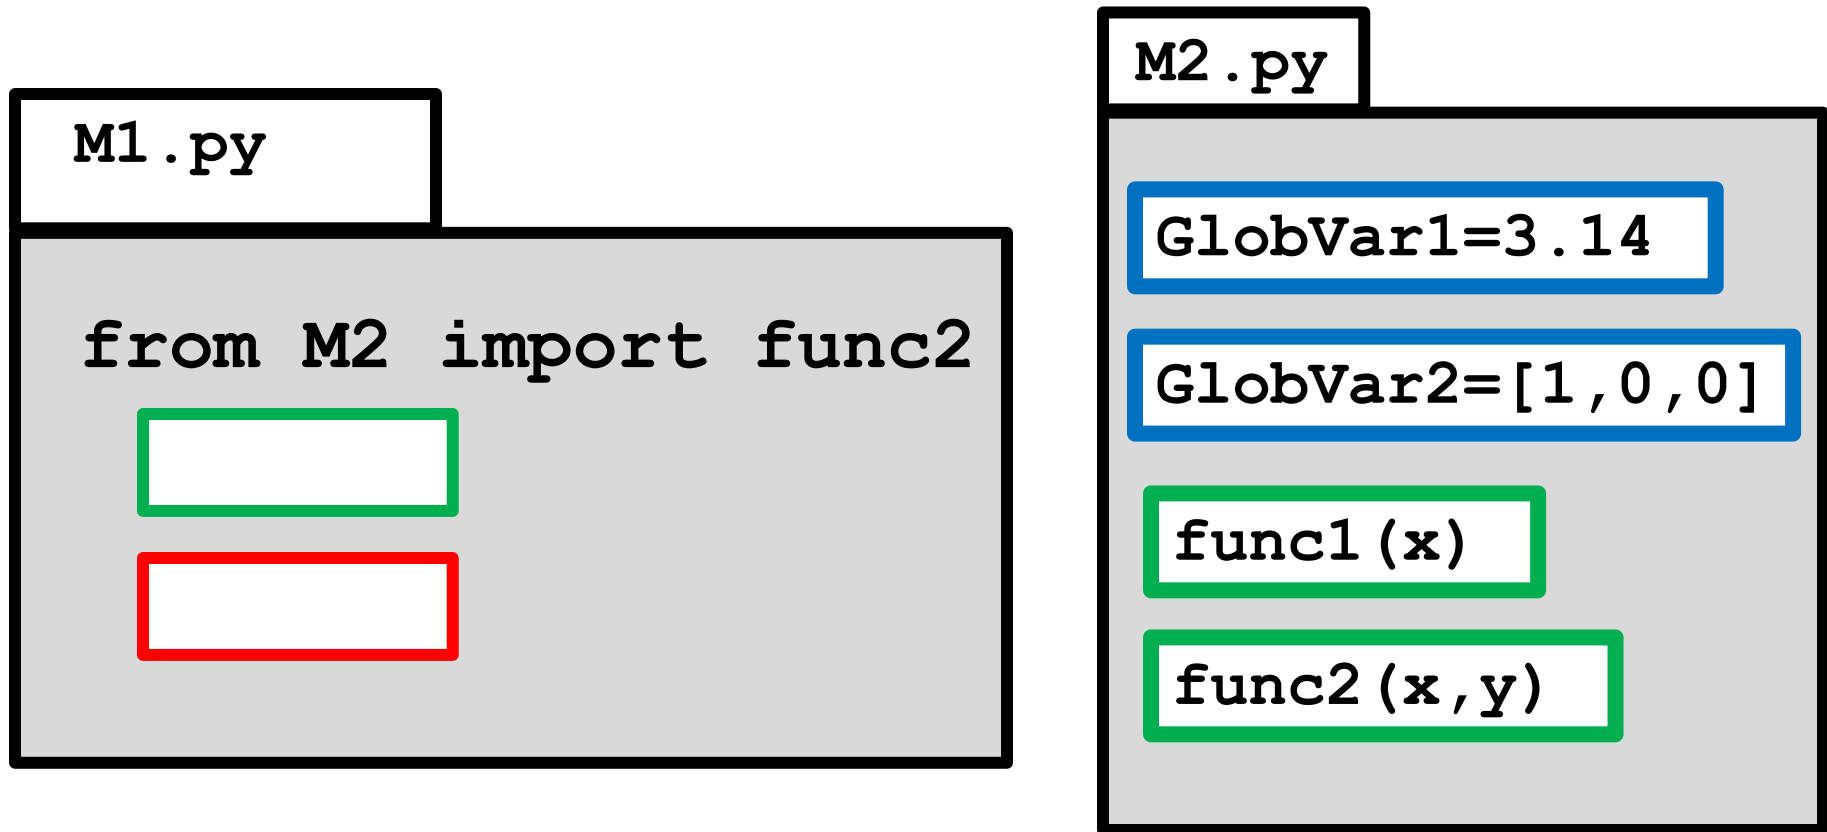 M1.py
from M2 import func2
M2.py
GlobVar1=3.14
GlobVar2=[1,0,0]
func1(x)
func2(x,y)